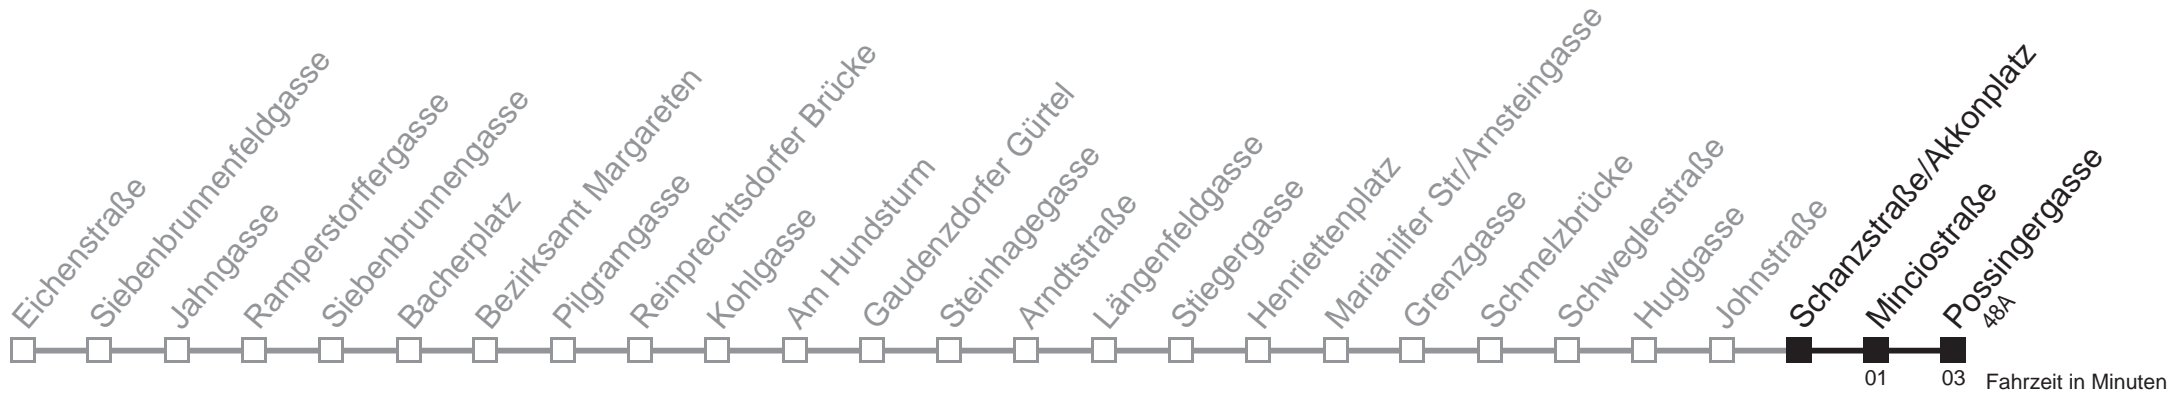 Eichenstraße
Siebenbrunnenfeldgasse
Jahngasse
Ramperstoffergasse
Siebenbrunnengasse
Bacherplatz
Bezirksamt Margareten
Pilgramgasse
Reinprechtsdorfer Brücke
Kohlgasse
Am Hundsturm
Gaudenzdorfer Gürtel
Steinhagegasse
Arndtstraße
Längenfeldgasse
Stiegergasse
Henriettenplatz
Mariahilfer Str/Arnsteingasse
Grenzgasse
Schmelzbrücke
Schweglerstraße
Huglgasse
Johnstraße
Schanzstraße/Akkonplatz
Minciostraße
Possingergasse
48A
01
03
Fahrzeit in Minuten